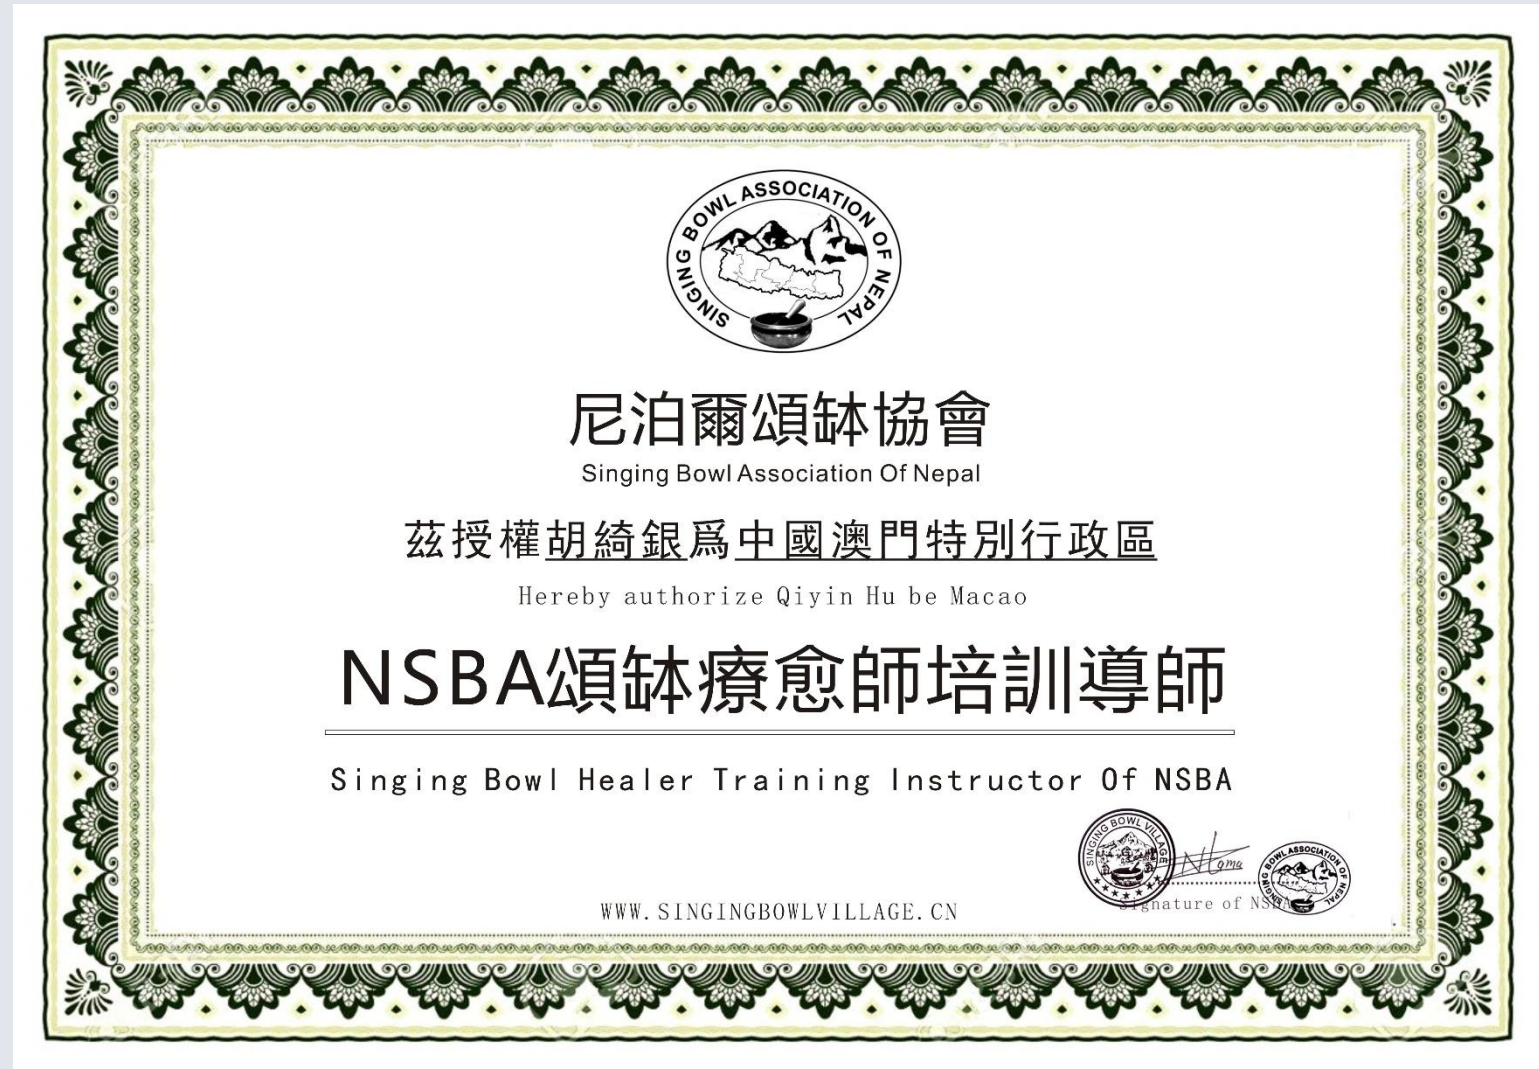 SINGING BOWL ASSOCIATION OF NEPAL
尼泊爾頌缽協會
Singing Bowl Association Of Nepal
茲授權胡綺銀爲中國澳門特別行政區
Hereby authorize Qiyin Hu be Macao
NSBA頌缽療愈師培訓導師
Singing Bowl Healer Training Instructor Of NSBA
SINGING BOWL VILLAGE
SINGING BOWL ASSOCIATION OF NEPAL
Signature of NSBA
WWW.SINGINGBOWLVILLAGE.CN